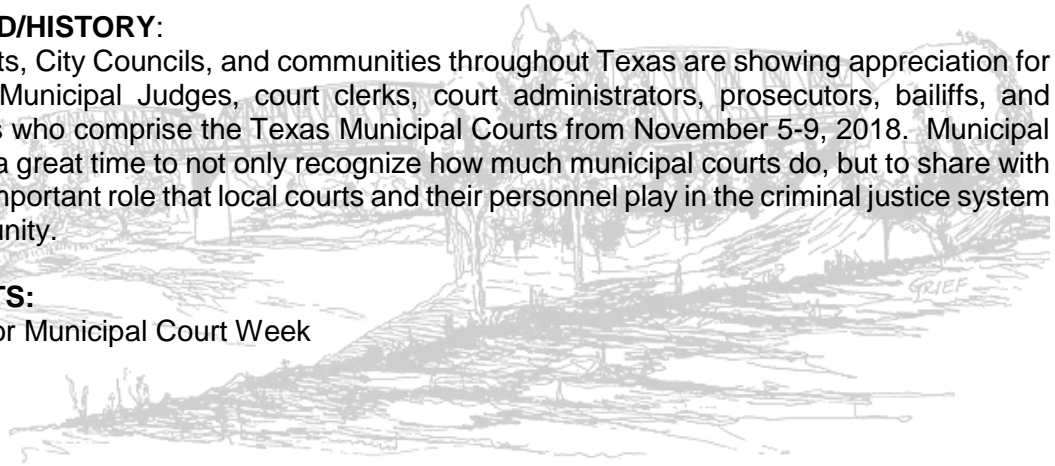 D/HISTORY:
ts, City Councils, and communities throughout Texas are showing appreciation for
Municipal Judges, court clerks, court administrators, prosecutors, bailiffs, and
s who comprise the Texas Municipal Courts from November 5-9, 2018. Municipal
a great time to not only recognize how much municipal courts do, but to share with
mportant role that local courts and their personnel play in the criminal justice system
unity.
GRIEF
TS:
or Municipal Court Week